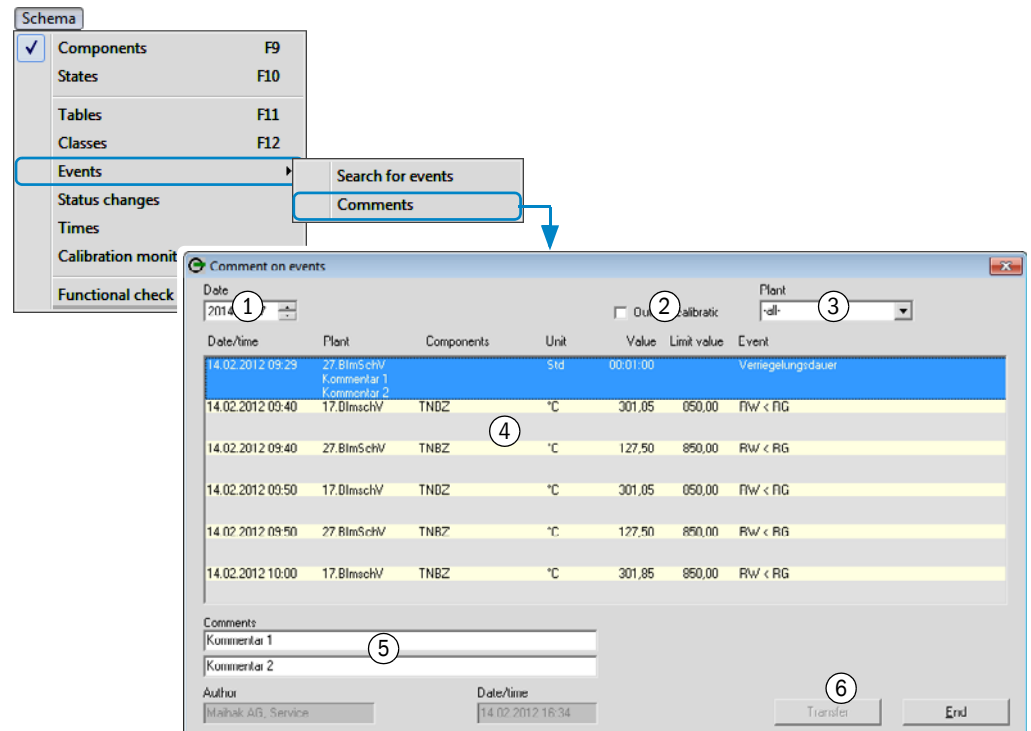 Schema
Components F9
States F10
Tables F11
Classes F12
Events
Search for events
Status changes
Comments
Times
Calibration monit
Functional check
Comment on events
Date
Plant
1
2
3
2014
-all-
Date/time Plant Components Unit Value Limit value Event
14.02.2012 09:29 27.BImSchV Std 00:01:00 Verriegelungsdauer
Kommentar 1
Kommentar 2
14.02.2012 09:40 17.BImschV TNBZ °C 301,85 850,00 RW < RG
4
14.02.2012 09:40 27.BImSchV TNBZ °C 127,50 850,00 RW < RG
14.02.2012 09:50 17.BImschV TNBZ °C 301,85 850,00 RW < RG
14.02.2012 09:50 27.BImSchV TNBZ °C 127,50 850,00 RW < RG
14.02.2012 10:00 17.BImschV TNBZ °C 301,85 850,00 RW < RG
Comments
Kommentar 1
5
Kommentar 2
Author Date/time
6
Maihak AG, Service 14.02.2012 16:34 Transfer End